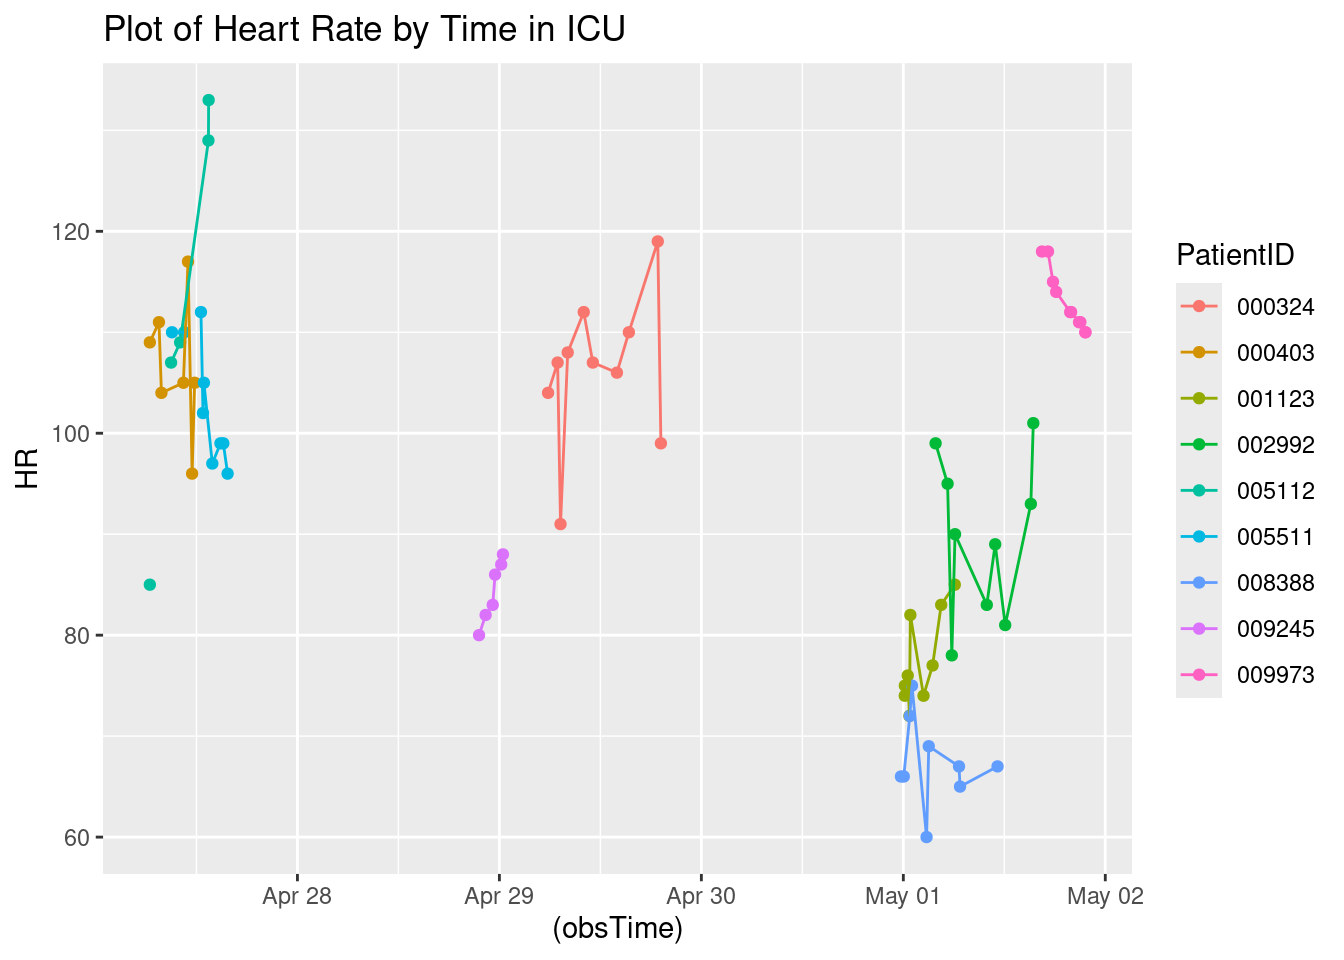 Plot of Heart Rate by Time in ICU
120
100
80
60
HR
Apr 28
Apr 29
Apr 30
May 01
May 02
(obsTime)
PatientID
000324
000403
001123
002992
005112
005511
008388
009245
009973